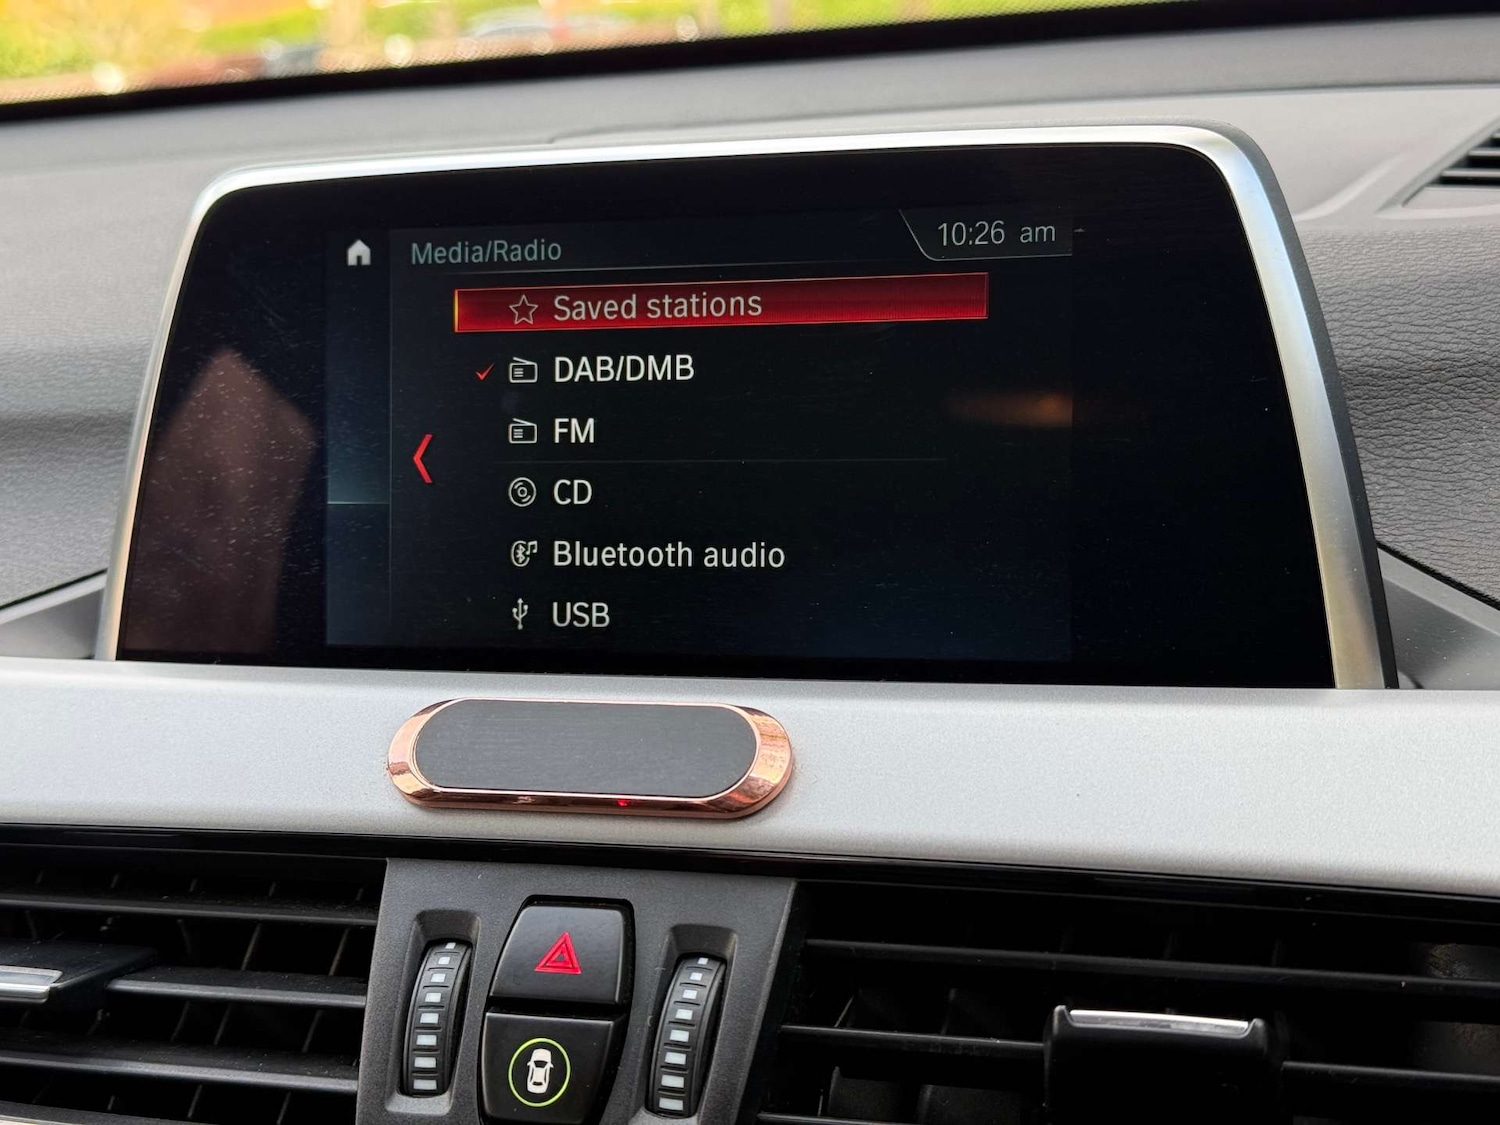 Media/Radio
10:26 am
Saved stations
DAB/DMB
FM
CD
Bluetooth audio
USB